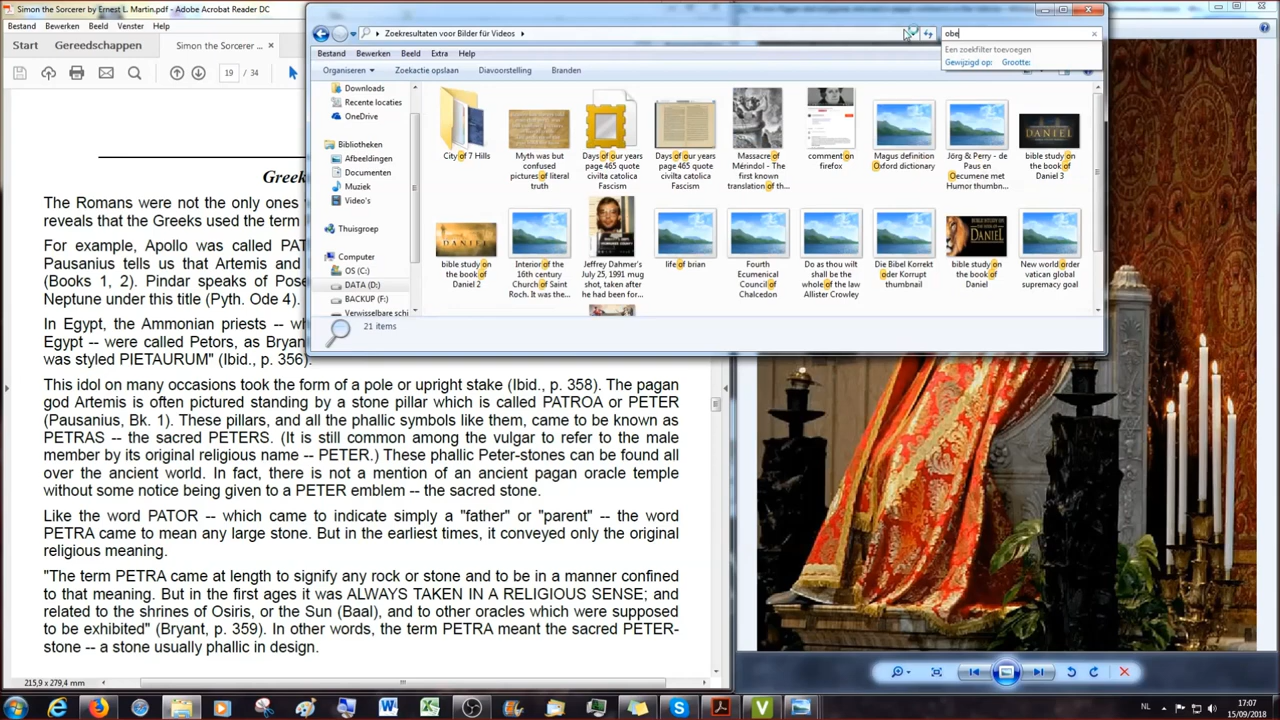 Simon the Sorcerer by Ernest L. Martin.pdf - Adobe Acrobat Reader DC
Bestand Bewerken Beeld Venster Help
Start Gereedschappen Simon the Sorcerer ...
19 / 34
Greek
The Romans were not the only ones
reveals that the Greeks used the term
For example, Apollo was called PAT
Pausanius tells us that Artemis and
(Books 1, 2). Pindar speaks of Pose
Neptune under this title (Pyth. Ode 4).
In Egypt, the Ammonian priests -- wh
Egypt -- were called Petors, as Bryan
was styled PIETAURUM" (Ibid., p. 356).
This idol on many occasions took the form of a pole or upright stake (Ibid., p. 358). The pagan
god Artemis is often pictured standing by a stone pillar which is called PATROA or PETER
(Pausanius, Bk. 1). These pillars, and all the phallic symbols like them, came to be known as
PETRAS -- the sacred PETERS. (It is still common among the vulgar to refer to the male
member by its original religious name -- PETER.) These phallic Peter-stones can be found all
over the ancient world. In fact, there is not a mention of an ancient pagan oracle temple
without some notice being given to a PETER emblem -- the sacred stone.
Like the word PATOR -- which came to indicate simply a "father" or "parent" -- the word
PETRA came to mean any large stone. But in the earliest times, it conveyed only the original
religious meaning.
"The term PETRA came at length to signify any rock or stone and to be in a manner confined
to that meaning. But in the first ages it was ALWAYS TAKEN IN A RELIGIOUS SENSE; and
related to the shrines of Osiris, or the Sun (Baal), and to other oracles which were supposed
to be exhibited" (Bryant, p. 359). In other words, the term PETRA meant the sacred PETER-
stone -- a stone usually phallic in design.
215,9 x 279,4 mm
Zoekresultaten voor Bilder für Videos
obe
Een zoekfilter toevoegen
Gewijzigd op: Grootte:
Bestand Bewerken Beeld Extra Help
Organiseren Zoekactie opslaan Diavoorstelling Branden
Downloads
Recente locaties
OneDrive
Bibliotheken
Afbeeldingen
Documenten
Muziek
Video's
Thuisgroep
Computer
OS (C:)
DATA (D:)
BACKUP (F:)
Verwisselbare schi
City of 7 Hills
Myth was but confused pictures of literal truth
Days of our years page 465 quote civilta cattolica Fascism
Days of our years page 465 quote civilta cattolica Fascism
Massacre of Mérindol - The first known translation of th...
comment on firefox
Magus definition Oxford dictionary
Jörg & Perry - de Paus en Oecumene met Humor thumbn...
DANIEL
bible study on the book of Daniel 3
DANIEL
bible study on the book of Daniel 2
Interior of the 16th century Church of Saint Roch. It was the...
Jeffrey Dahmer's July 25, 1991 mug shot, taken after he had been for...
life of brian
Fourth Ecumenical Council of Chalcedon
Do as thou wilt shall be the whole of the law Allister Crowley
Die Bibel Korrekt oder Korrupt thumbnail
DANIEL
bible study on the book of Daniel
New world order vatican global supremacy goal
21 items
NL
17:07
15/09/2018